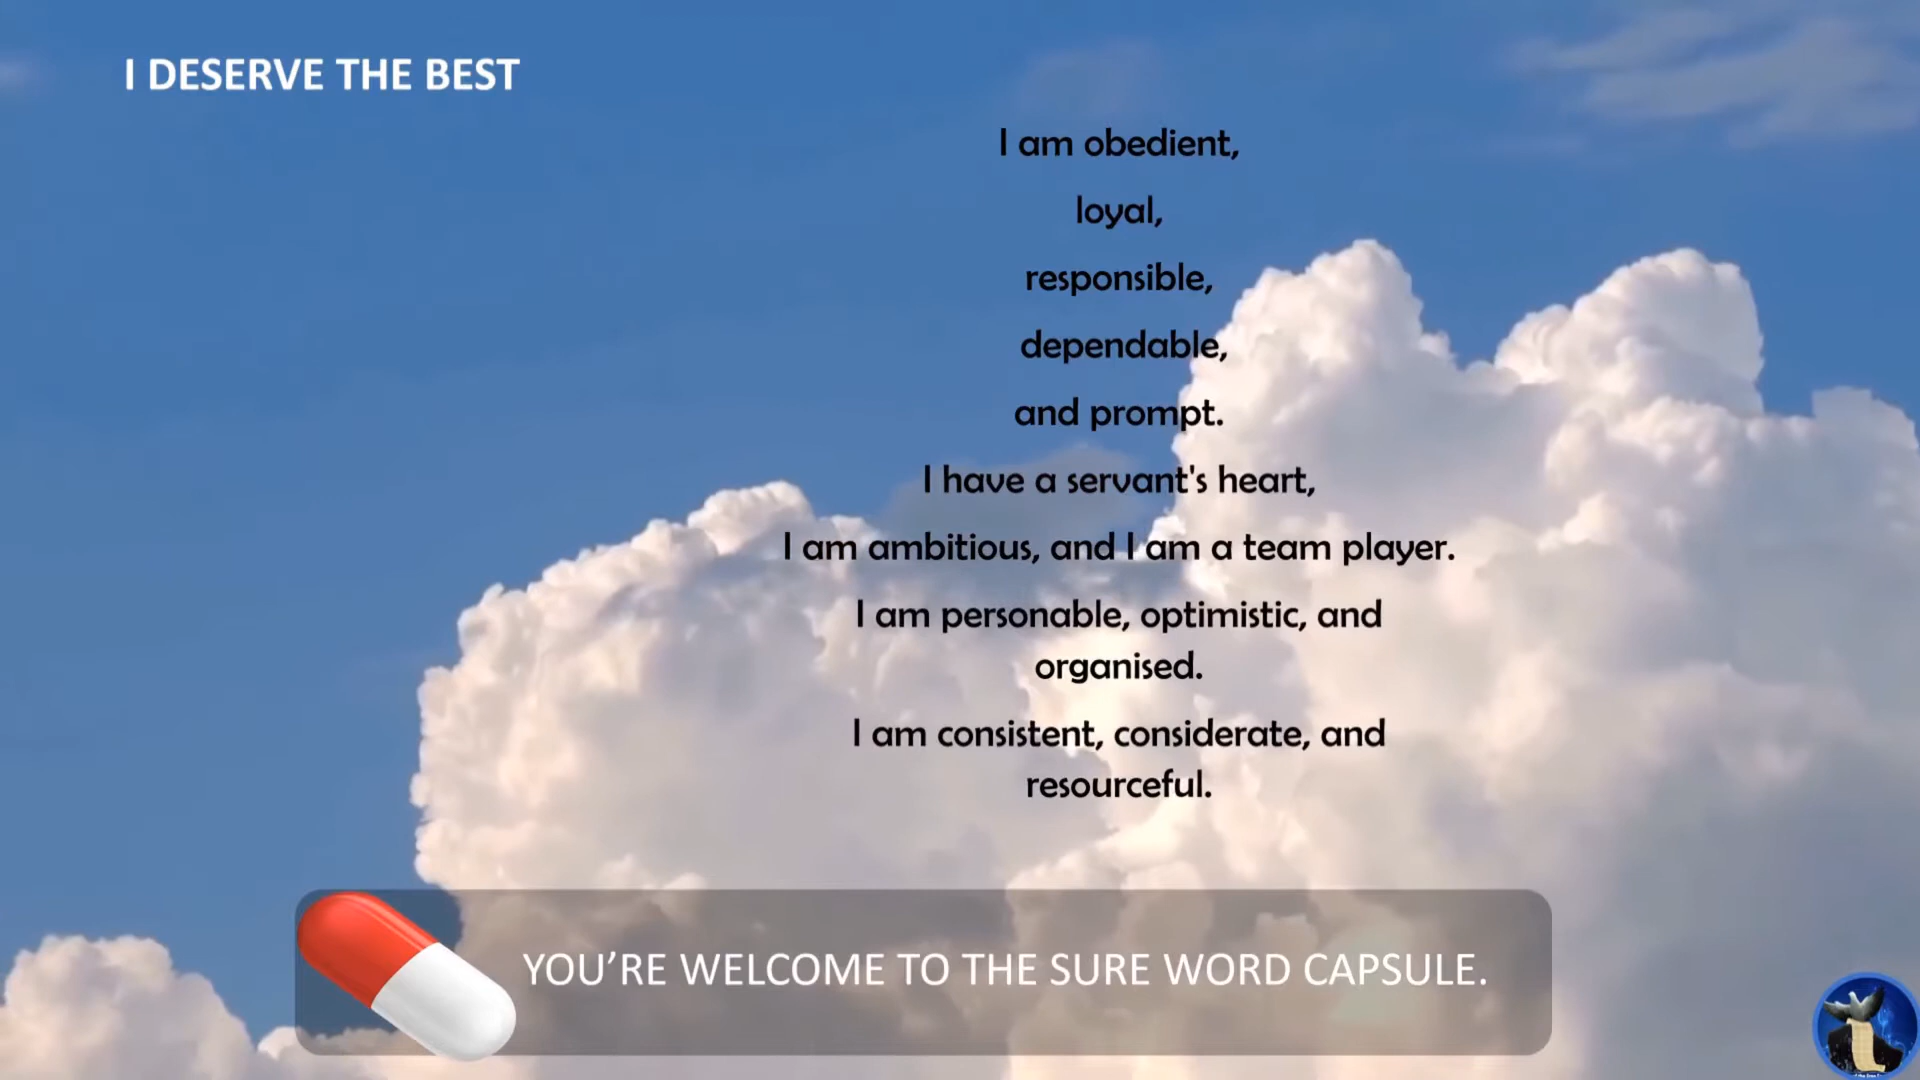 I DESERVE THE BEST
I am obedient,
loyal,
responsible,
dependable,
and prompt.
I have a servant's heart,
I am ambitious, and I am a team player.
I am personable, optimistic, and
organised.
I am consistent, considerate, and
resourceful.
YOU’RE WELCOME TO THE SURE WORD CAPSULE.